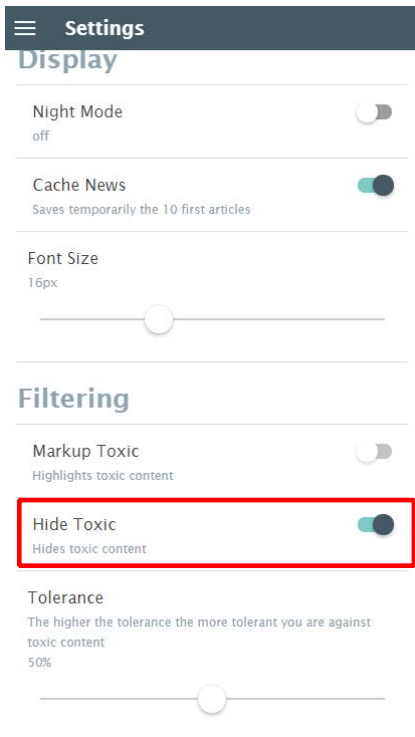 Settings
Display
Night Mode
off
Cache News
Saves temporarily the 10 first articles
Font Size
16px
Filtering
Markup Toxic
Highlights toxic content
Hide Toxic
Hides toxic content
Tolerance
The higher the tolerance the more tolerant you are against
toxic content
50%